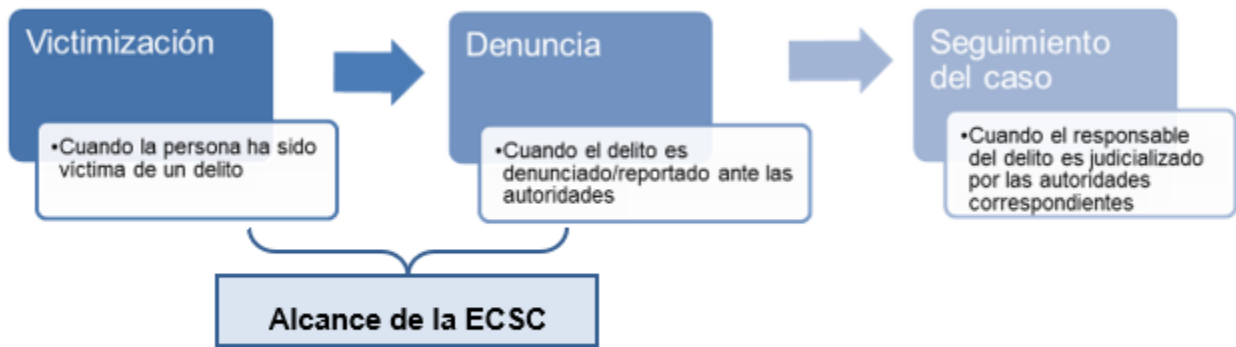 Victimización
•Cuando la persona ha sido
víctima de un delito
Denuncia
•Cuando el delito es
denunciado/reportado ante las
autoridades
Seguimiento
del caso
•Cuando el responsable
del delito es judicializado
por las autoridades
correspondientes
Alcance de la ECSC